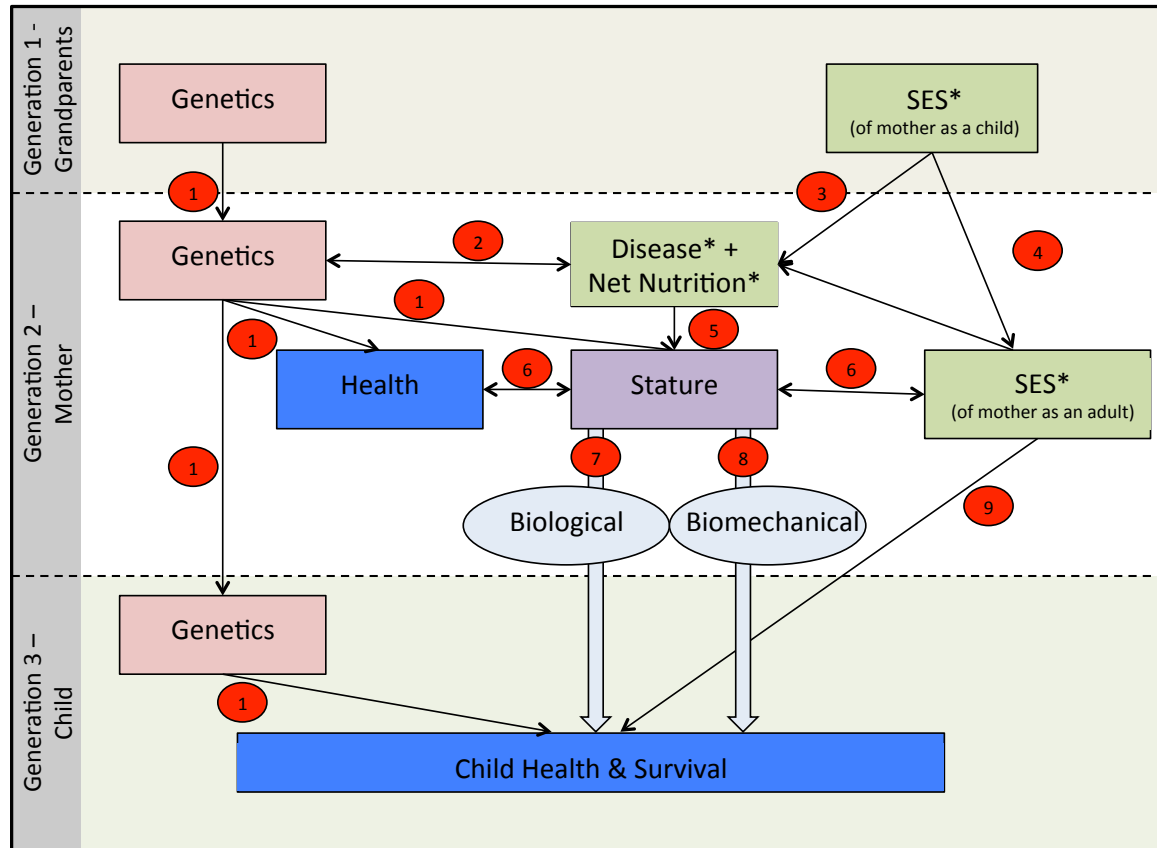 Generation 1 -
Grandparents
Genetics
SES*
(of mother as a child)
1
3
Generation 2 –
Mother
Genetics
2
Disease* +
Net Nutrition*
4
1
1
5
Health
6
Stature
6
SES*
(of mother as an adult)
1
7
8
9
Biological
Biomechanical
Generation 3 –
Child
Genetics
1
Child Health & Survival